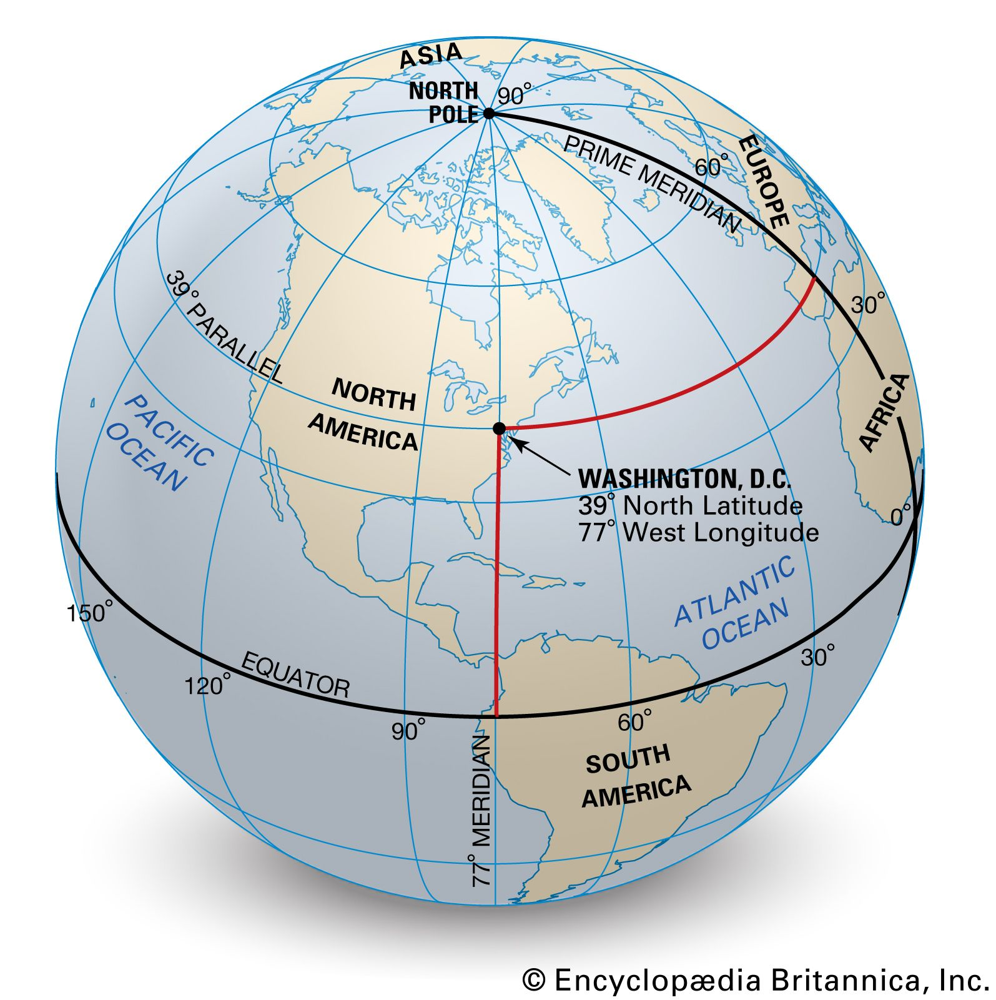 ASIA
NORTH
POLE
90°
PRIME MERIDIAN
60°
EUROPE
30°
39° PARALLEL
NORTH
AMERICA
PACIFIC
OCEAN
AFRICA
WASHINGTON, D.C.
39° North Latitude
77° West Longitude
0°
ATLANTIC
OCEAN
150°
120°
EQUATOR
90°
60°
30°
77° MERIDIAN
SOUTH
AMERICA
© Encyclopædia Britannica, Inc.